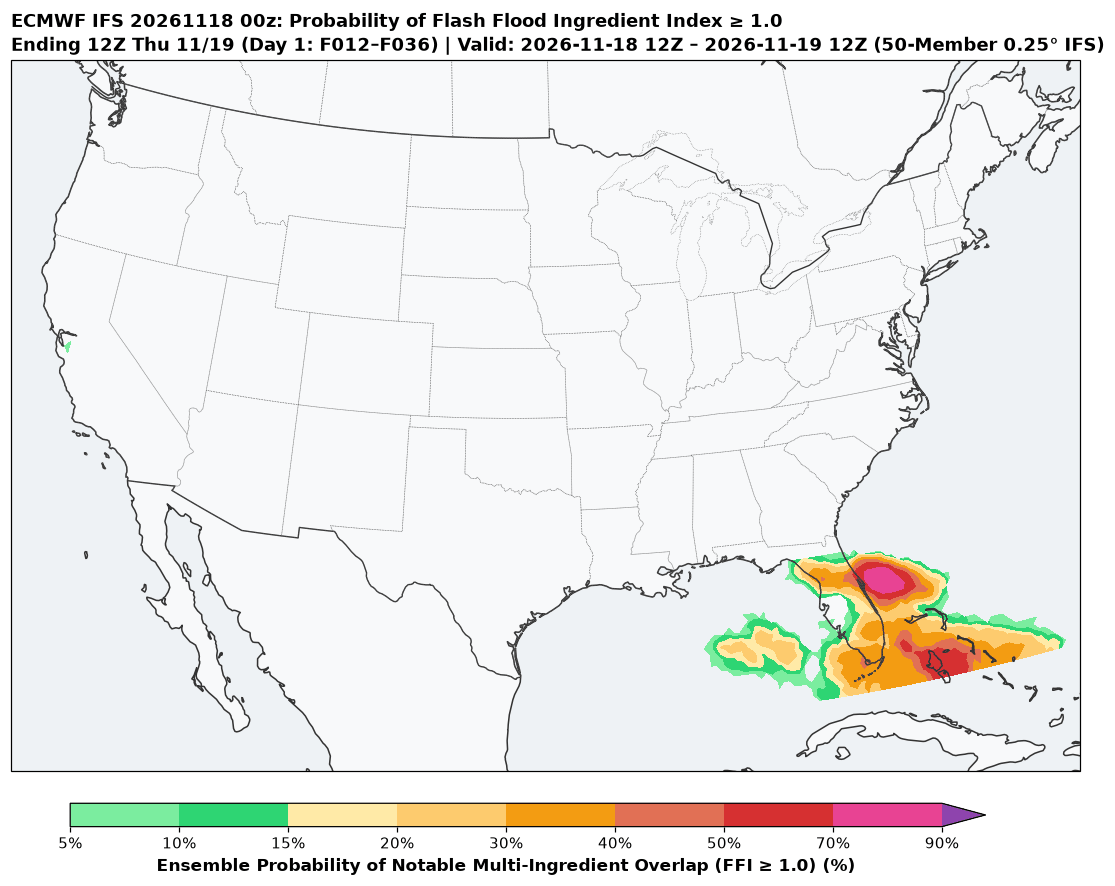 ECMWF IFS 20261118 00z: Probability of Flash Flood Ingredient Index ≥ 1.0
Ending 12Z Thu 11/19 (Day 1: F012–F036) | Valid: 2026-11-18 12Z – 2026-11-19 12Z (50-Member 0.25° IFS)
5% 10% 15% 20% 30% 40% 50% 70% 90%
Ensemble Probability of Notable Multi-Ingredient Overlap (FFI ≥ 1.0) (%)